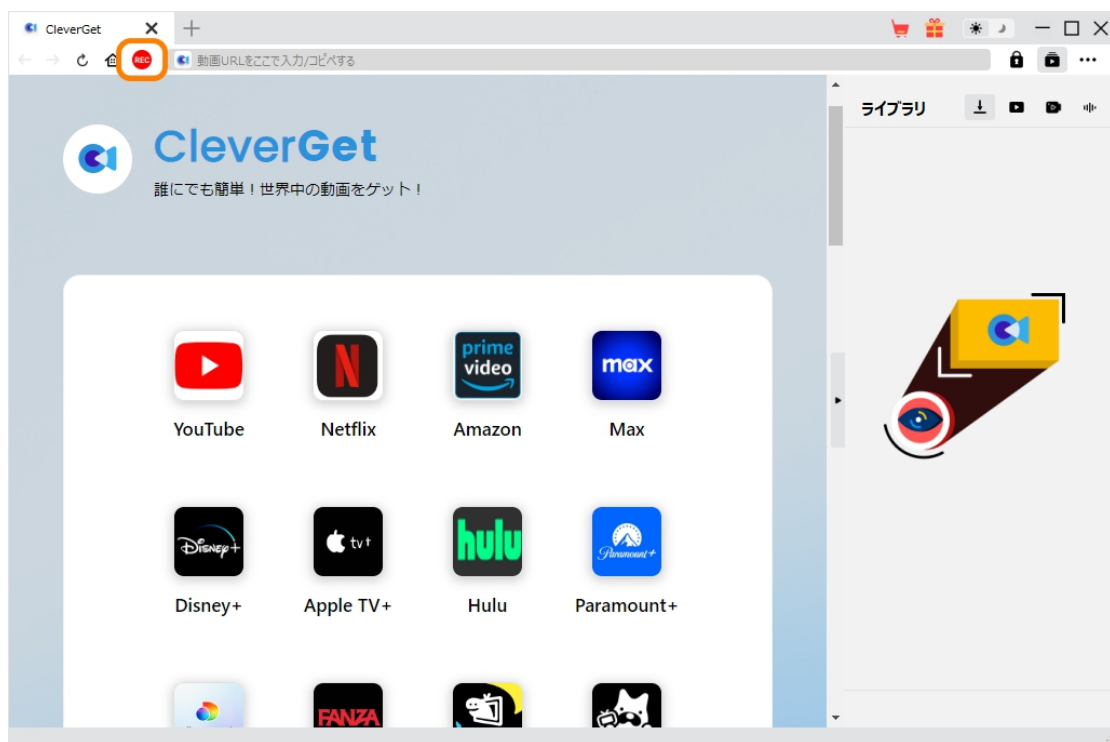 CleverGet
REC
動画URLをここで入力/コピペする
ライブラリ
CleverGet
誰にでも簡単！世界中の動画をゲット！
prime video
max
YouTube
Netflix
Amazon
Max
Disney+
tv+
hulu
Paramount+
Disney+
Apple TV+
Hulu
Paramount+
FANZA